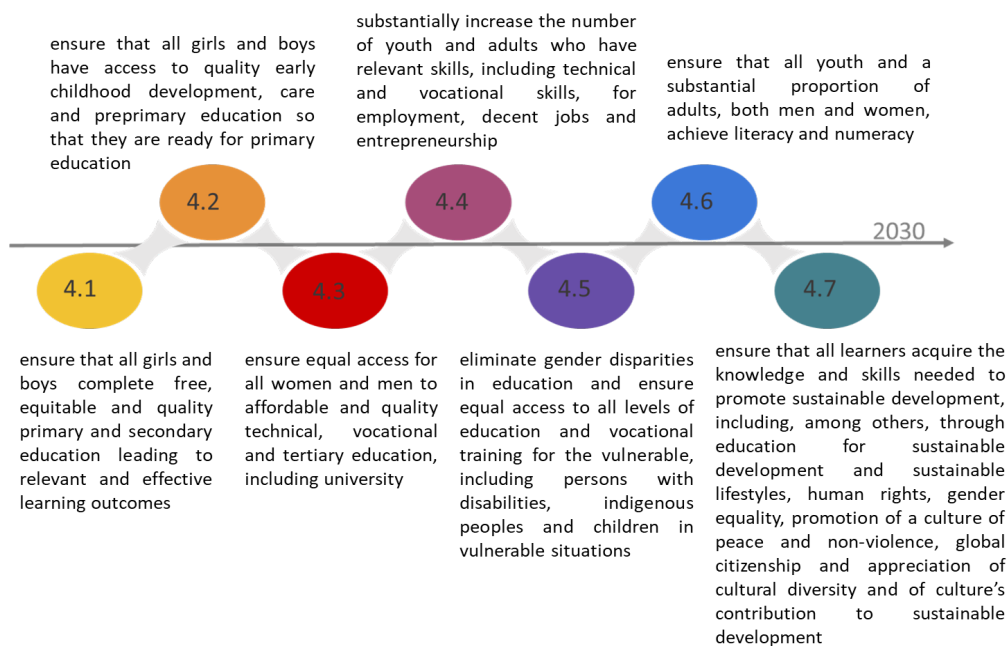 ensure that all girls and boys
have access to quality early
childhood development, care
and preprimary education so
that they are ready for primary
education
substantially increase the number
of youth and adults who have
relevant skills, including technical
and vocational skills, for
employment, decent jobs and
entrepreneurship
ensure that all youth and a
substantial proportion of
adults, both men and women,
achieve literacy and numeracy
4.2
4.4
4.6
2030
4.1
4.3
4.5
4.7
ensure that all girls and
boys complete free,
equitable and quality
primary and secondary
education leading to
relevant and effective
learning outcomes
ensure equal access for
all women and men to
affordable and quality
technical, vocational
and tertiary education,
including university
eliminate gender disparities
in education and ensure
equal access to all levels of
education and vocational
training for the vulnerable,
including persons with
disabilities, indigenous
peoples and children in
vulnerable situations
ensure that all learners acquire the
knowledge and skills needed to
promote sustainable development,
including, among others, through
education for sustainable
development and sustainable
lifestyles, human rights, gender
equality, promotion of a culture of
peace and non-violence, global
citizenship and appreciation of
cultural diversity and of culture’s
contribution to sustainable
development